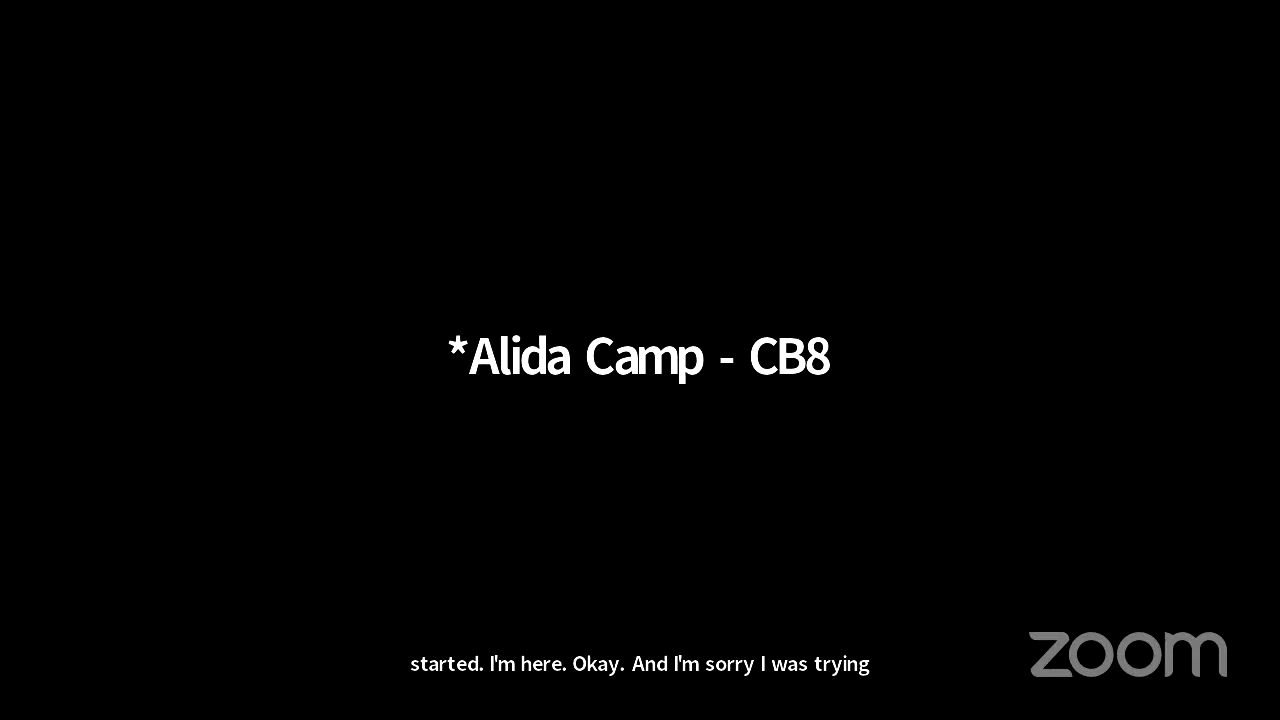 *Alida Camp - CB8
started. I'm here. Okay. And I'm sorry I was trying
zoom